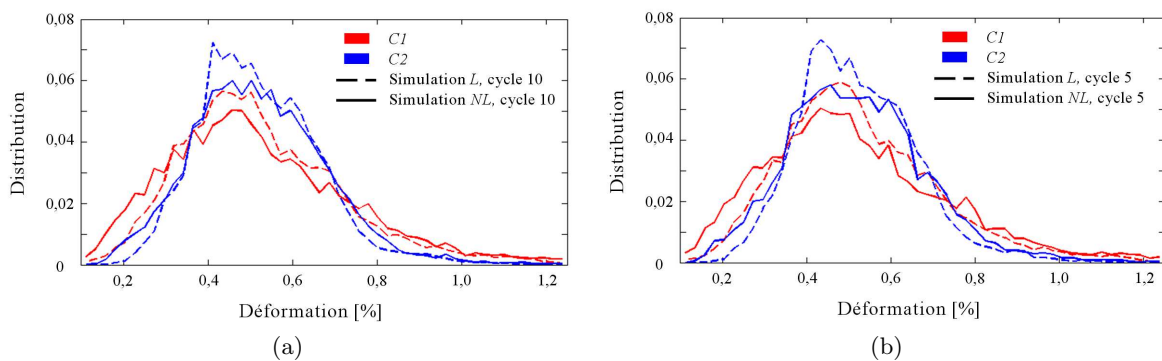 0,08
0,06
0,04
0,02
0
Distribution
0,2 0,4 0,6 0,8 1,0 1,2
Déformation [%]
C1
C2
Simulation L, cycle 10
Simulation NL, cycle 10
(a)
0,08
0,06
0,04
0,02
0
Distribution
0,2 0,4 0,6 0,8 1,0 1,2
Déformation [%]
C1
C2
Simulation L, cycle 5
Simulation NL, cycle 5
(b)